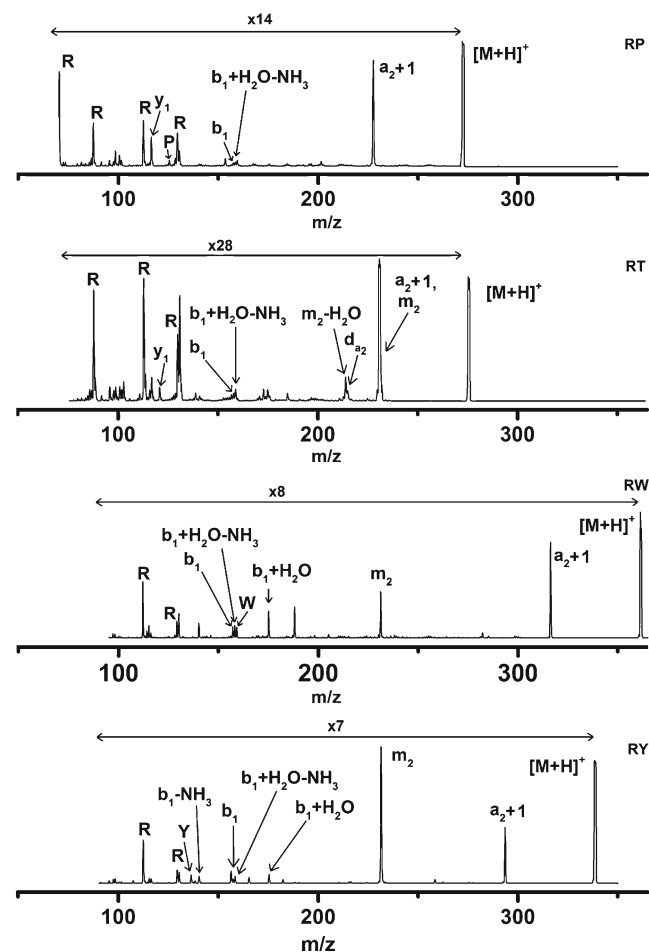 x14
RP
R
b₁+H₂O-NH₃
a₂+1
[M+H]⁺
R
R
y₁
P
R
b₁
100
200
300
m/z
x28
RT
R
R
R
b₁+H₂O-NH₃
m₂-H₂O
a₂+1,
m₂
[M+H]⁺
y₁
b₁
dₐ₂
100
200
300
m/z
x8
RW
[M+H]⁺
b₁+H₂O-NH₃
b₁
b₁+H₂O
a₂+1
R
m₂
R
W
100
200
300
m/z
x7
RY
m₂
[M+H]⁺
b₁-NH₃
b₁+H₂O-NH₃
b₁
b₁+H₂O
a₂+1
R
Y
R
100
200
300
m/z